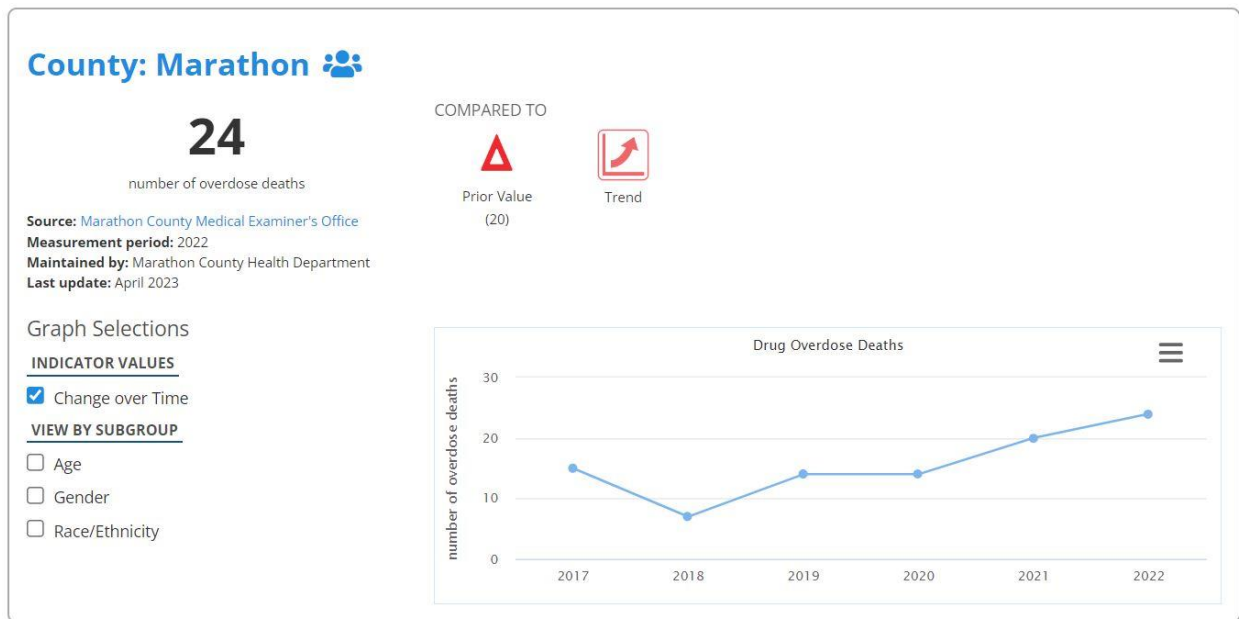 County: Marathon
24
number of overdose deaths
Source: Marathon County Medical Examiner's Office
Measurement period: 2022
Maintained by: Marathon County Health Department
Last update: April 2023
COMPARED TO
Prior Value
(20)
Trend
Graph Selections
INDICATOR VALUES
Change over Time
VIEW BY SUBGROUP
Age
Gender
Race/Ethnicity
Drug Overdose Deaths
number of overdose deaths
30
20
10
0
2017 2018 2019 2020 2021 2022